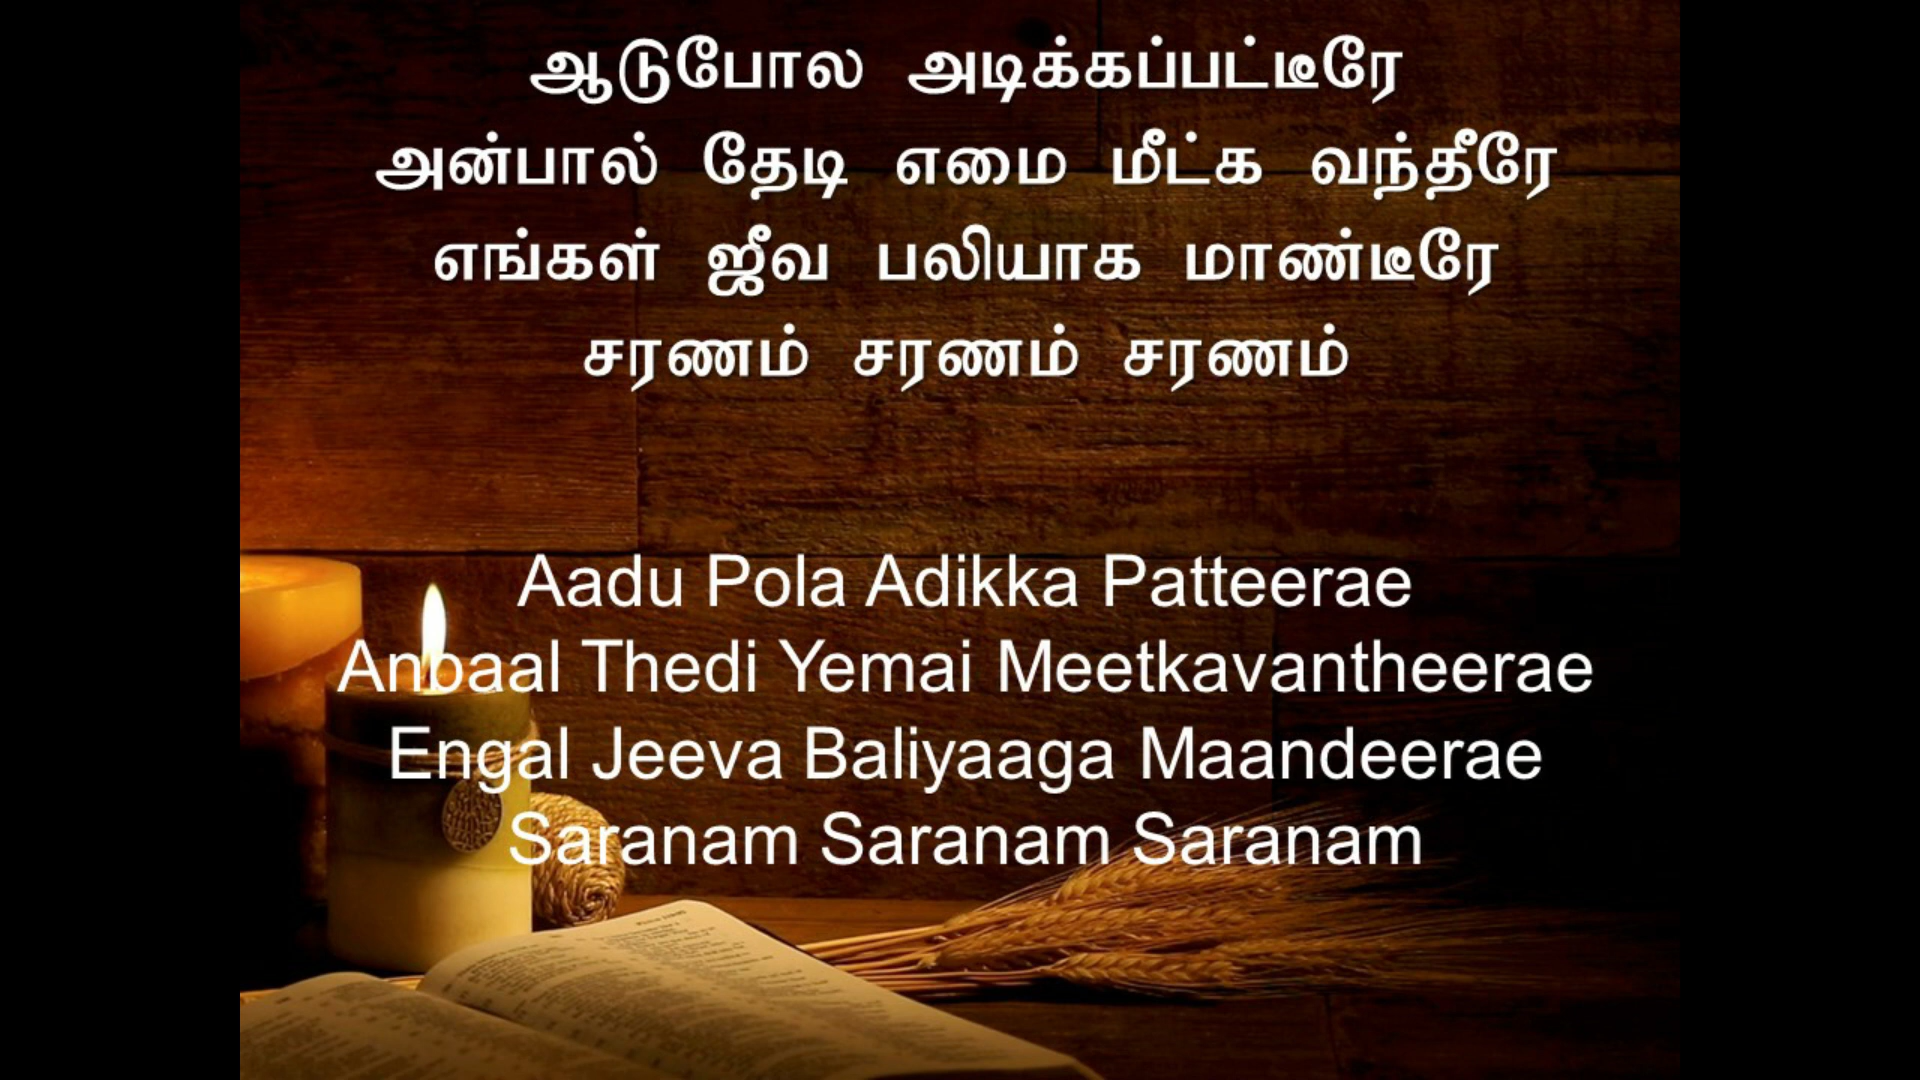 ஆடுபோல அடிக்கப்பட்டீரே
அன்பால் தேடி எமை மீட்க வந்தீரே
எங்கள் ஜீவ பலியாக மாண்டீரே
சரணம் சரணம் சரணம்
Aadu Pola Adikka Patteerae
Anbaal Thedi Yemai Meetkavantheerae
Engal Jeeva Baliyaaga Maandeerae
Saranam Saranam Saranam